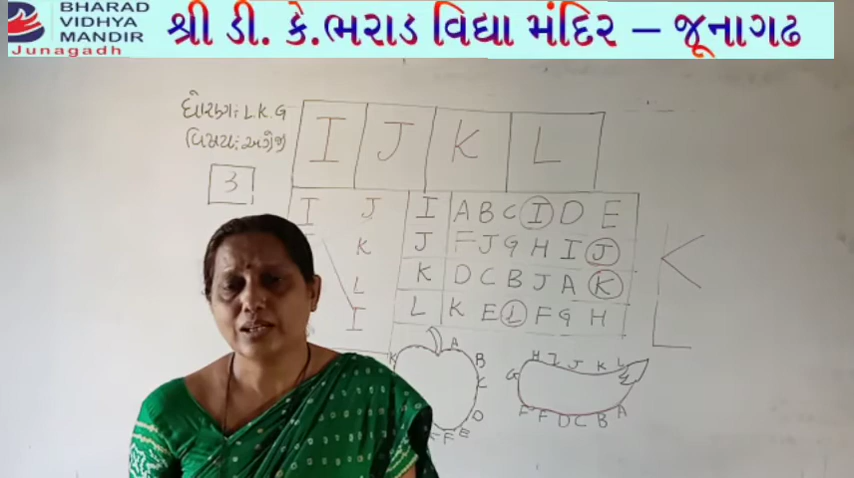 BHARAD
VIDHYA
MANDIR
Junagadh
શ્રી ડી. કે.ભરાડ વિદ્યા મંદિર – જૂનાગઢ
ધોરણ: L.K.G
વિષય: અંગ્રેજી
3
I J K L
I J I A B C I D E
K J F J G H I J
L K D C B J A K
I L K E L F G H
K A B C D E F
G H I J K L
F F D C B A